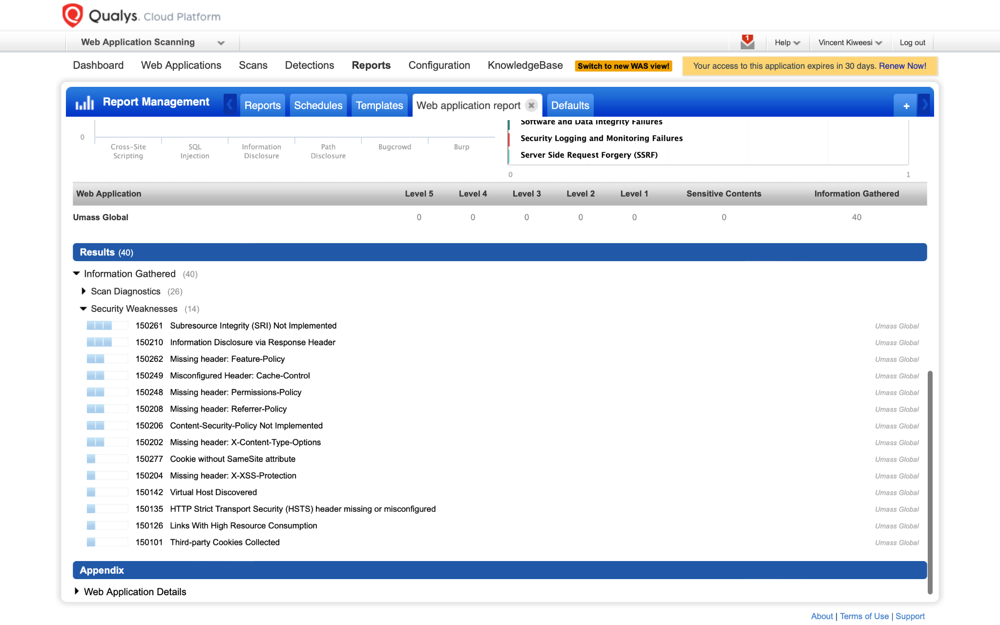 Qualys. Cloud Platform
Web Application Scanning
1
Help
Vincent Kiweesi
Log out
Dashboard Web Applications Scans Detections Reports Configuration KnowledgeBase Switch to new WAS view! Your access to this application expires in 30 days. Renew Now!
Report Management Reports Schedules Templates Web application report Defaults +
0
Cross-Site Scripting
SQL Injection
Information Disclosure
Path Disclosure
Bugcrowd
Burp
Software and Data Integrity Failures
Security Logging and Monitoring Failures
Server Side Request Forgery (SSRF)
0 1
Web Application Level 5 Level 4 Level 3 Level 2 Level 1 Sensitive Contents Information Gathered
Umass Global 0 0 0 0 0 0 40
Results (40)
Information Gathered (40)
Scan Diagnostics (26)
Security Weaknesses (14)
150261 Subresource Integrity (SRI) Not Implemented Umass Global
150210 Information Disclosure via Response Header Umass Global
150262 Missing header: Feature-Policy Umass Global
150249 Misconfigured Header: Cache-Control Umass Global
150248 Missing header: Permissions-Policy Umass Global
150208 Missing header: Referrer-Policy Umass Global
150206 Content-Security-Policy Not Implemented Umass Global
150202 Missing header: X-Content-Type-Options Umass Global
150277 Cookie without SameSite attribute Umass Global
150204 Missing header: X-XSS-Protection Umass Global
150142 Virtual Host Discovered Umass Global
150135 HTTP Strict Transport Security (HSTS) header missing or misconfigured Umass Global
150126 Links With High Resource Consumption Umass Global
150101 Third-party Cookies Collected Umass Global
Appendix
Web Application Details
About | Terms of Use | Support